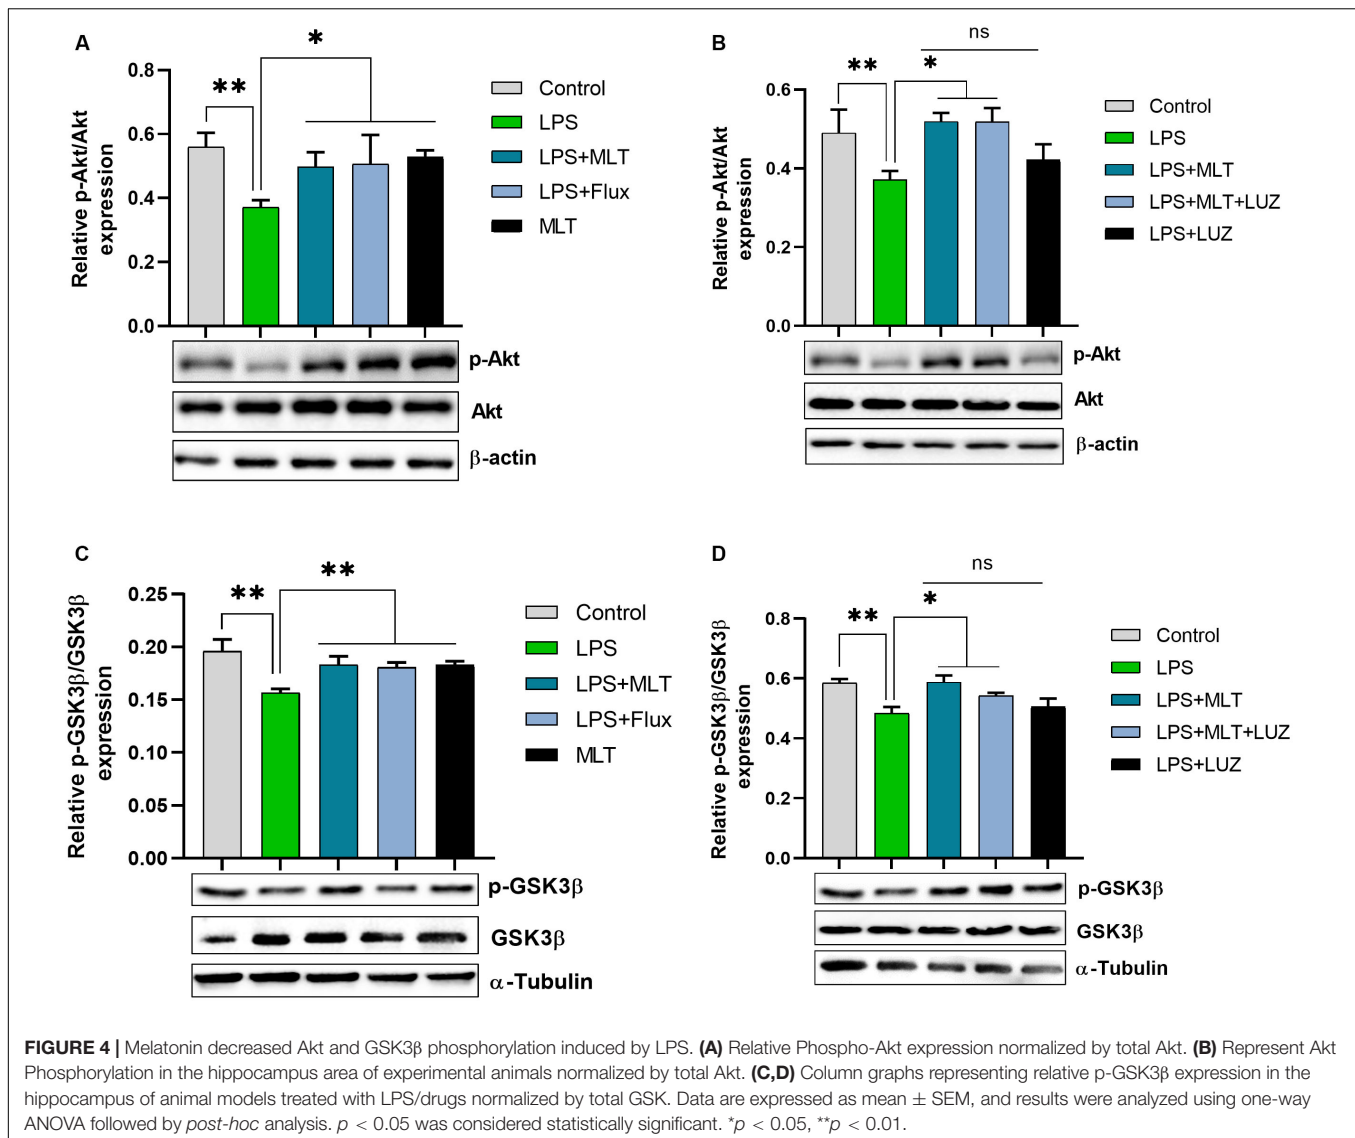 A
*
**
0.8
0.6
0.4
0.2
0.0
Relative p-Akt/Akt
expression
Control
LPS
LPS+MLT
LPS+Flux
MLT
p-Akt
Akt
β-actin
B
ns
**
*
0.6
0.4
0.2
0.0
Relative p-Akt/Akt
expression
Control
LPS
LPS+MLT
LPS+MLT+LUZ
LPS+LUZ
p-Akt
Akt
β-actin
C
**
**
0.25
0.20
0.15
0.10
0.05
0.00
Relative p-GSK3β/GSK3β
expression
Control
LPS
LPS+MLT
LPS+Flux
MLT
p-GSK3β
GSK3β
α-Tubulin
D
ns
**
*
0.8
0.6
0.4
0.2
0.0
Relative p-GSK3β/GSK3β
expression
Control
LPS
LPS+MLT
LPS+MLT+LUZ
LPS+LUZ
p-GSK3β
GSK3β
α-Tubulin
FIGURE 4 | Melatonin decreased Akt and GSK3β phosphorylation induced by LPS. (A) Relative Phospho-Akt expression normalized by total Akt. (B) Represent Akt
Phosphorylation in the hippocampus area of experimental animals normalized by total Akt. (C,D) Column graphs representing relative p-GSK3β expression in the
hippocampus of animal models treated with LPS/drugs normalized by total GSK. Data are expressed as mean ± SEM, and results were analyzed using one-way
ANOVA followed by post-hoc analysis. p < 0.05 was considered statistically significant. *p < 0.05, **p < 0.01.